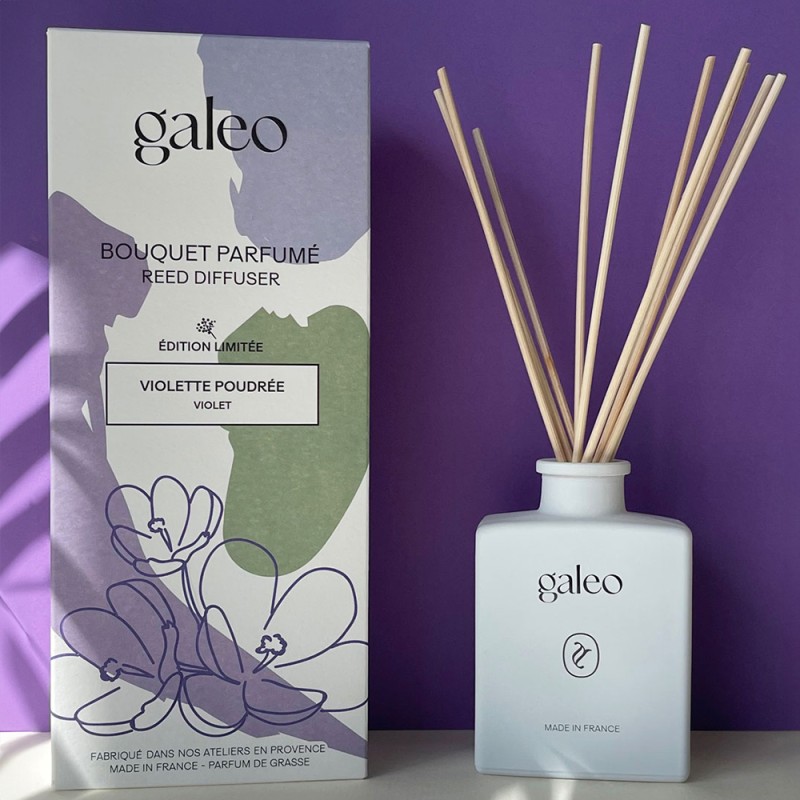 galeo
BOUQUET PARFUMÉ
REED DIFFUSER
ÉDITION LIMITÉE
VIOLETTE POUDRÉE
VIOLET
FABRIQUÉ DANS NOS ATELIERS EN PROVENCE
MADE IN FRANCE - PARFUM DE GRASSE
galeo
MADE IN FRANCE